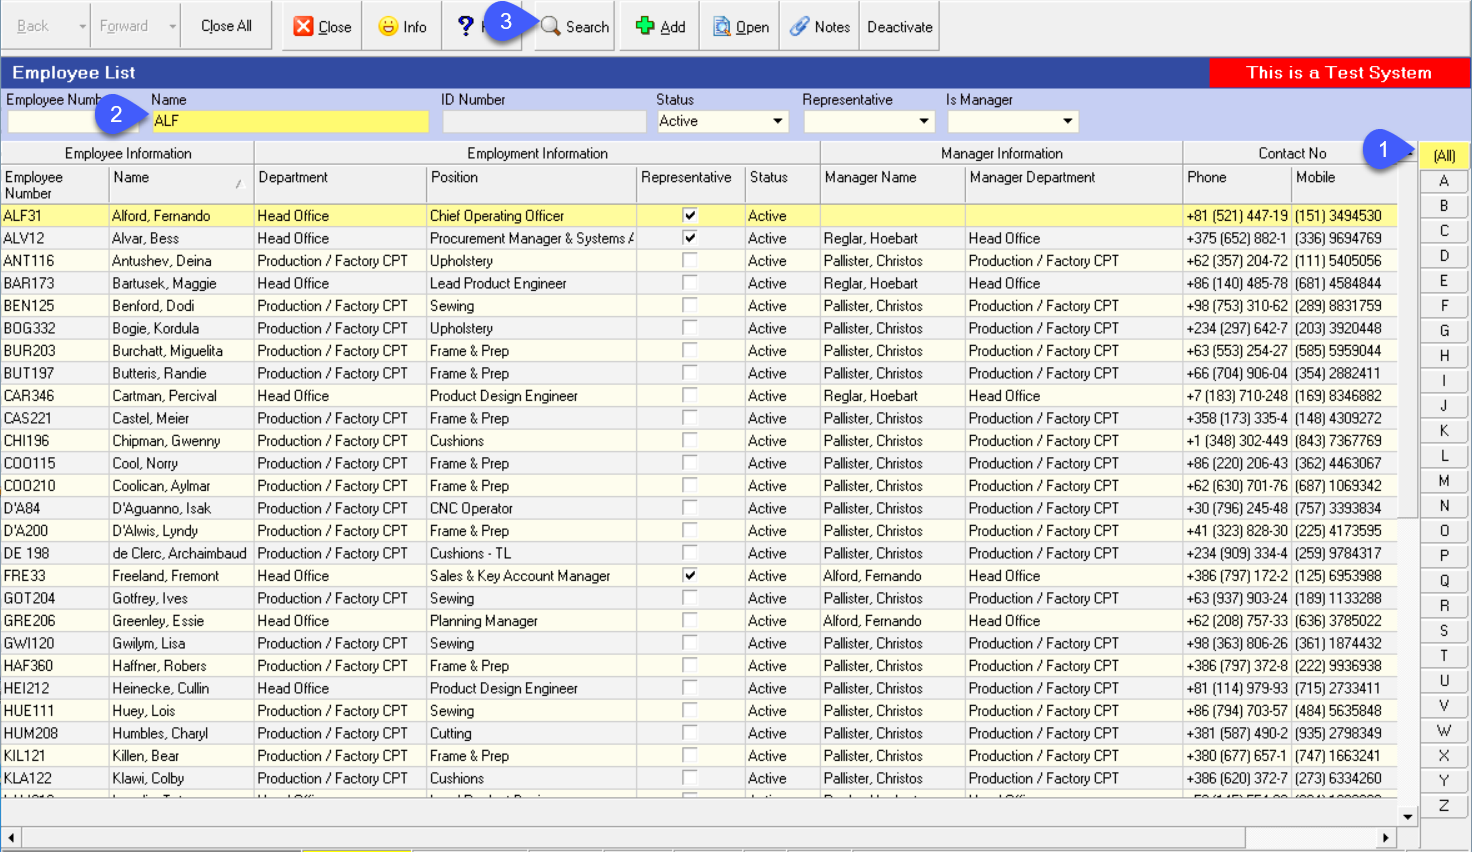 Back Forward Close All Close Info 3 Search Add Open Notes Deactivate
Employee List This is a Test System
Employee Numb Name ID Number Status Representative Is Manager
2 ALF Active
Employee Information Employment Information Manager Information Contact No 1 (All)
Employee Number Name Department Position Representative Status Manager Name Manager Department Phone Mobile
ALF31 Alford, Fernando Head Office Chief Operating Officer Active +81 (521) 447-19 (151) 3494530
ALV12 Alvar, Bess Head Office Procurement Manager & Systems A Active Reglar, Hoebart Head Office +375 (652) 882-1 (336) 9694769
ANT116 Antushev, Deina Production / Factory CPT Upholstery Active Pallister, Christos Production / Factory CPT +62 (357) 204-72 (111) 5405056
BAR173 Bartusek, Maggie Head Office Lead Product Engineer Active Reglar, Hoebart Head Office +86 (140) 485-78 (681) 4584844
BEN125 Benford, Dodi Production / Factory CPT Sewing Active Pallister, Christos Production / Factory CPT +98 (753) 310-62 (289) 8831759
BOG332 Bogie, Kordula Production / Factory CPT Upholstery Active Pallister, Christos Production / Factory CPT +234 (297) 642-7 (203) 3920448
BUR203 Burchatt, Miguelita Production / Factory CPT Frame & Prep Active Pallister, Christos Production / Factory CPT +63 (553) 254-27 (585) 5959044
BUT197 Butteris, Randie Production / Factory CPT Frame & Prep Active Pallister, Christos Production / Factory CPT +66 (704) 906-04 (354) 2882411
CAR346 Cartman, Percival Head Office Product Design Engineer Active Reglar, Hoebart Head Office +7 (183) 710-248 (169) 8346882
CAS221 Castel, Meier Production / Factory CPT Frame & Prep Active Pallister, Christos Production / Factory CPT +358 (173) 335-4 (148) 4309272
CHI196 Chipman, Gwenny Production / Factory CPT Cushions Active Pallister, Christos Production / Factory CPT +1 (348) 302-449 (843) 7367769
COO115 Cool, Norry Production / Factory CPT Frame & Prep Active Pallister, Christos Production / Factory CPT +86 (220) 206-43 (362) 4463067
COO210 Coolican, Aylmar Production / Factory CPT Frame & Prep Active Pallister, Christos Production / Factory CPT +62 (630) 701-76 (687) 1069342
D'A84 D'Aguanno, Isak Production / Factory CPT CNC Operator Active Pallister, Christos Production / Factory CPT +30 (796) 245-48 (757) 3393834
D'A200 D'Alwis, Lyndy Production / Factory CPT Frame & Prep Active Pallister, Christos Production / Factory CPT +41 (323) 828-30 (225) 4173595
DE 198 de Clerc, Archaimbaud Production / Factory CPT Cushions - TL Active Pallister, Christos Production / Factory CPT +234 (909) 334-4 (259) 9784317
FRE33 Freeland, Fremont Head Office Sales & Key Account Manager Active Alford, Fernando Head Office +386 (797) 172-2 (125) 6953988
GOT204 Gotfrey, Ives Production / Factory CPT Sewing Active Pallister, Christos Production / Factory CPT +63 (937) 903-24 (189) 1133288
GRE206 Greenley, Essie Head Office Planning Manager Active Alford, Fernando Head Office +62 (208) 757-33 (636) 3785022
GWI120 Gwilym, Lisa Production / Factory CPT Sewing Active Pallister, Christos Production / Factory CPT +98 (363) 806-26 (361) 1874432
HAF360 Haffner, Robers Production / Factory CPT Frame & Prep Active Pallister, Christos Production / Factory CPT +386 (797) 372-8 (222) 9936938
HEI212 Heinecke, Cullin Head Office Product Design Engineer Active Pallister, Christos Production / Factory CPT +81 (114) 979-93 (715) 2733411
HUE111 Huey, Lois Production / Factory CPT Sewing Active Pallister, Christos Production / Factory CPT +86 (794) 703-57 (484) 5635848
HUM208 Humbles, Charyl Production / Factory CPT Cutting Active Pallister, Christos Production / Factory CPT +381 (587) 490-2 (935) 2798349
KIL121 Killen, Bear Production / Factory CPT Frame & Prep Active Pallister, Christos Production / Factory CPT +380 (677) 657-1 (747) 1663241
KLA122 Klawi, Colby Production / Factory CPT Cushions Active Pallister, Christos Production / Factory CPT +386 (620) 372-7 (273) 6334260
A
B
C
D
E
F
G
H
I
J
K
L
M
N
O
P
Q
R
S
T
U
V
W
X
Y
Z